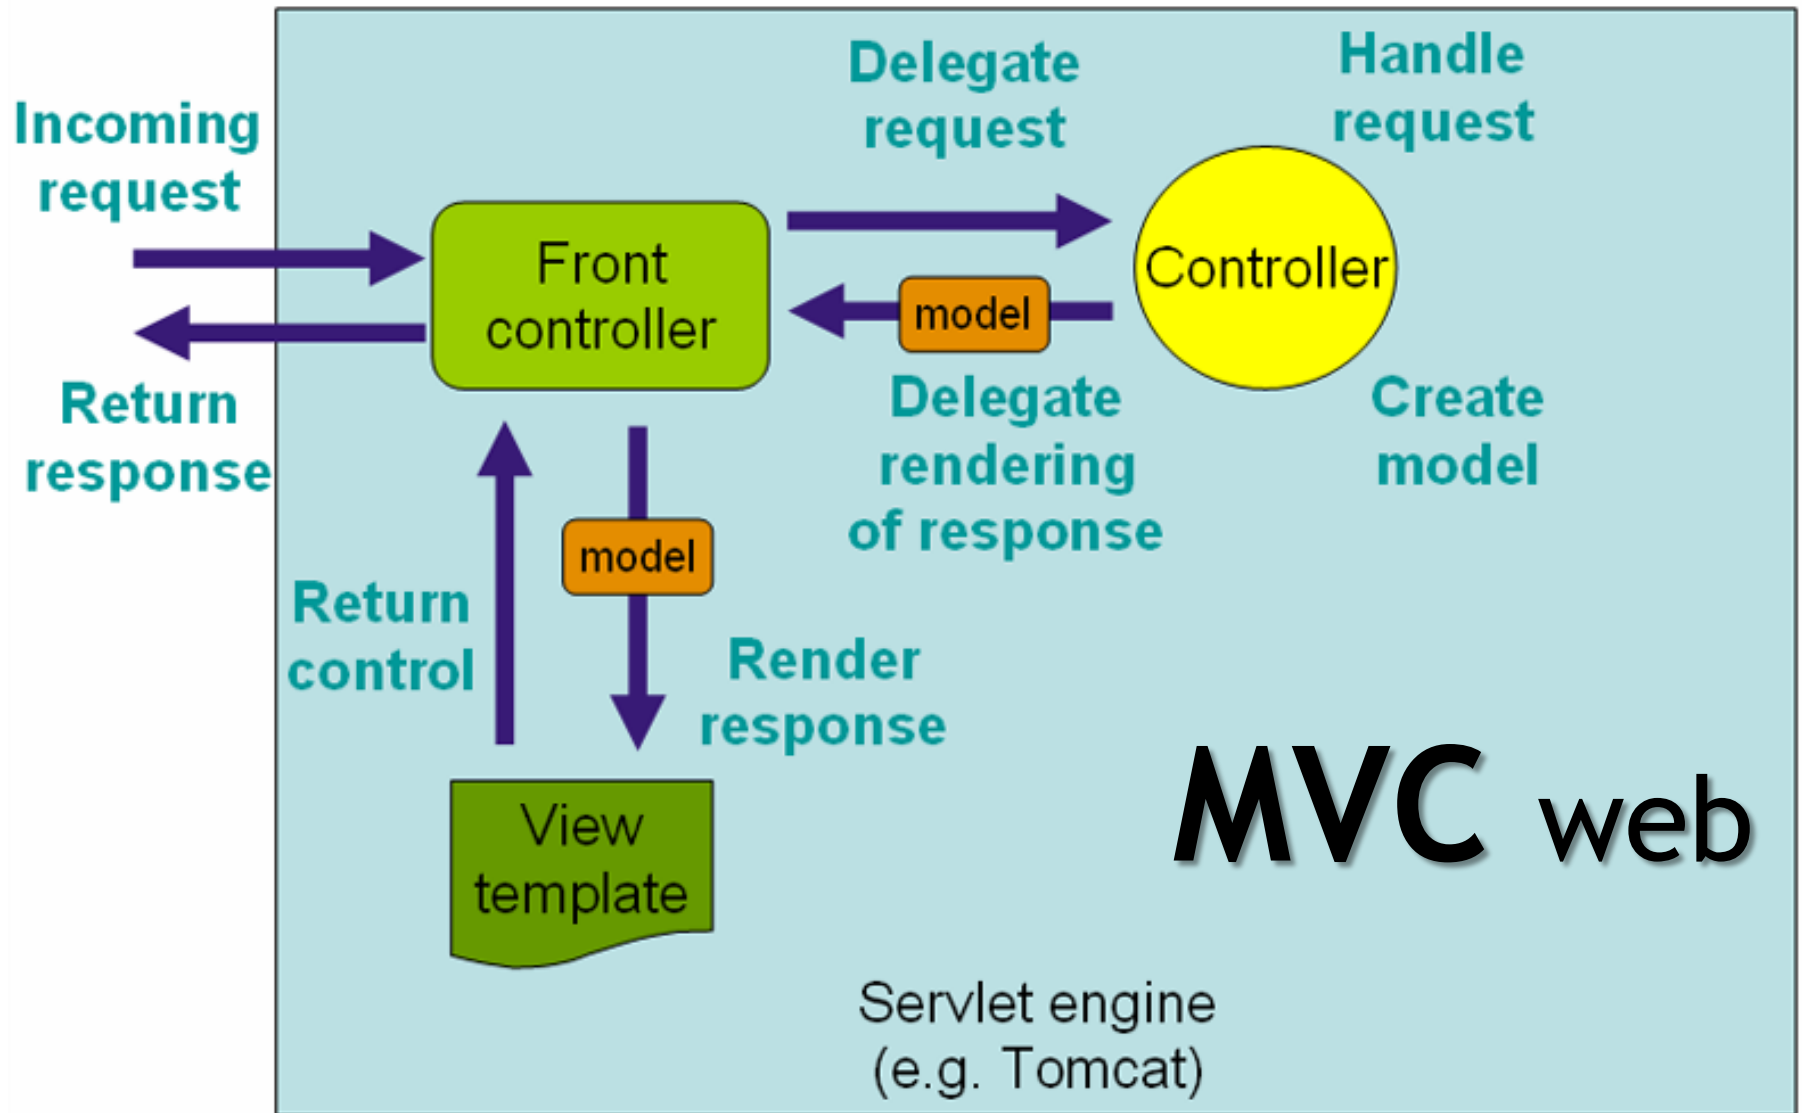 Incoming
request
Return
response
Front
controller
Delegate
request
Handle
request
Controller
model
Delegate
rendering
of response
Create
model
model
Return
control
Render
response
View
template
MVC web
Servlet engine
(e.g. Tomcat)